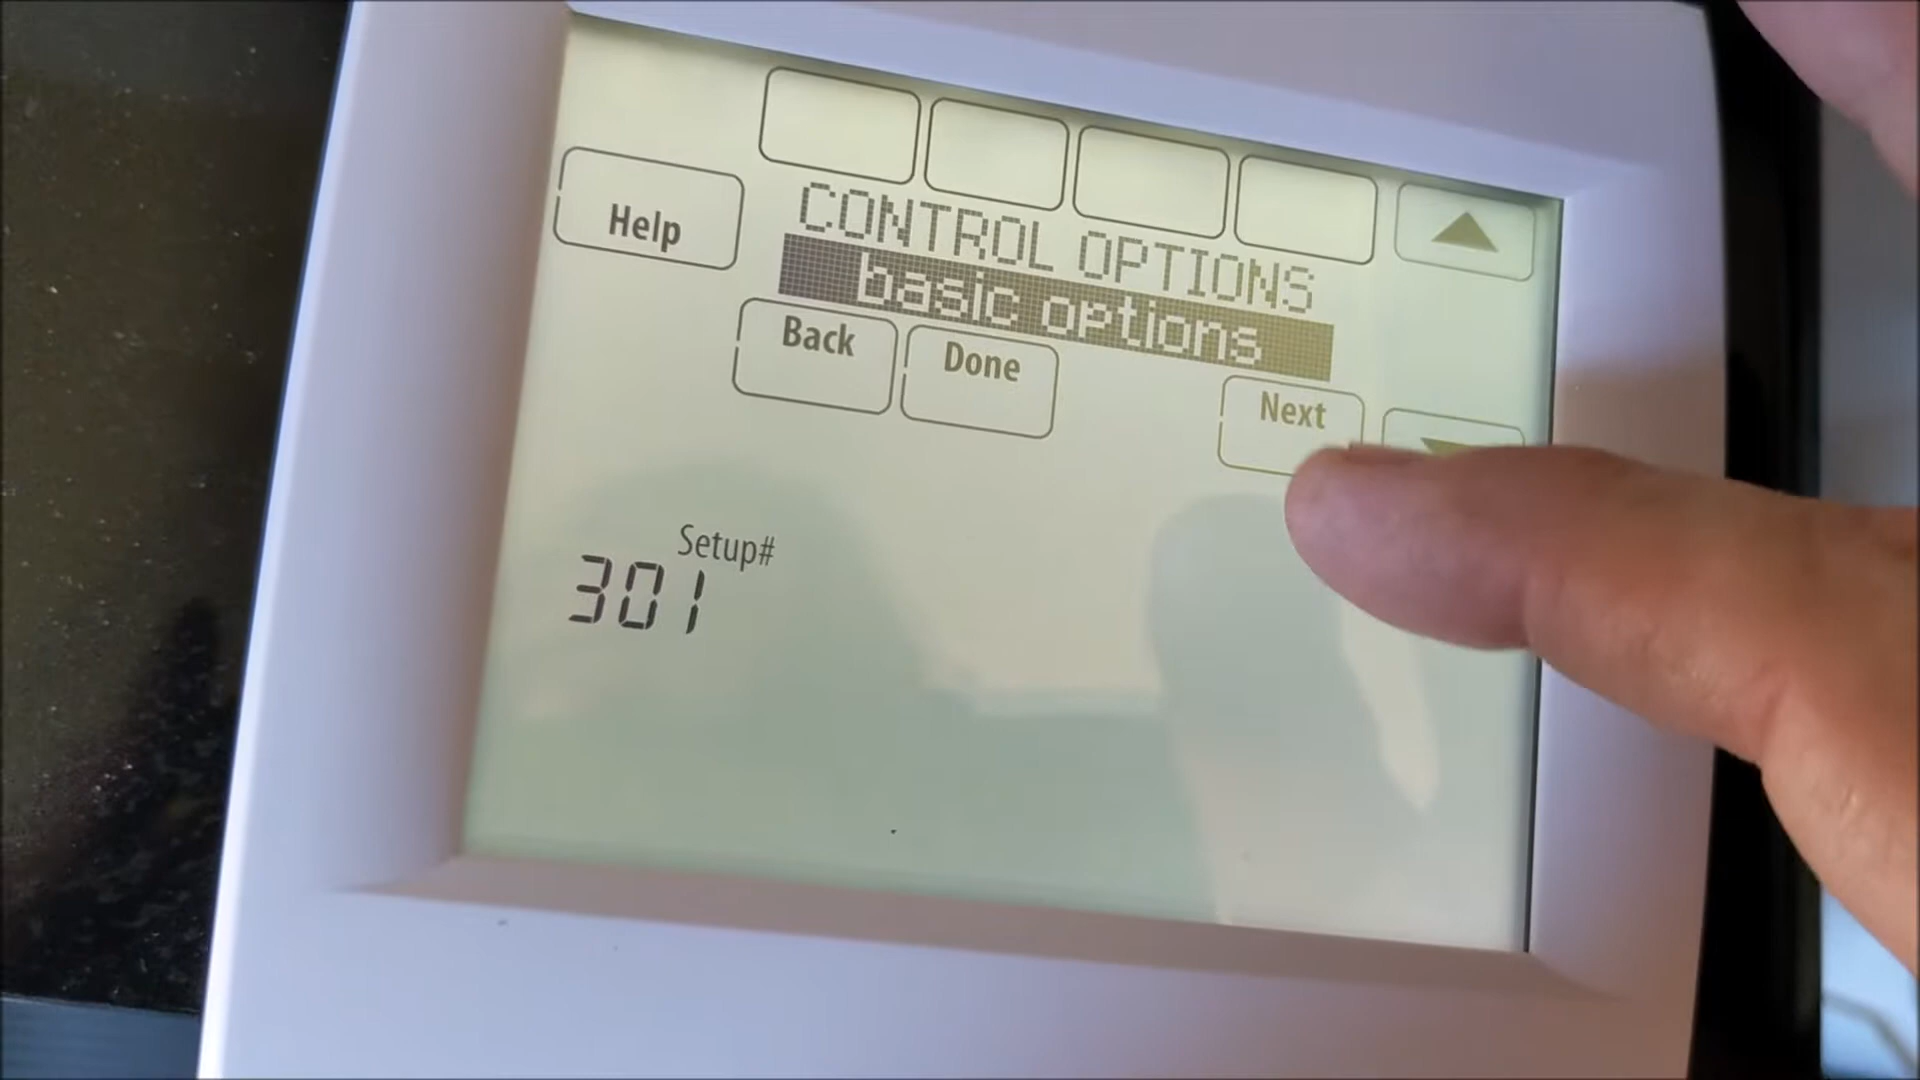 Help
CONTROL OPTIONS
basic options
Back
Done
Next
Setup#
301